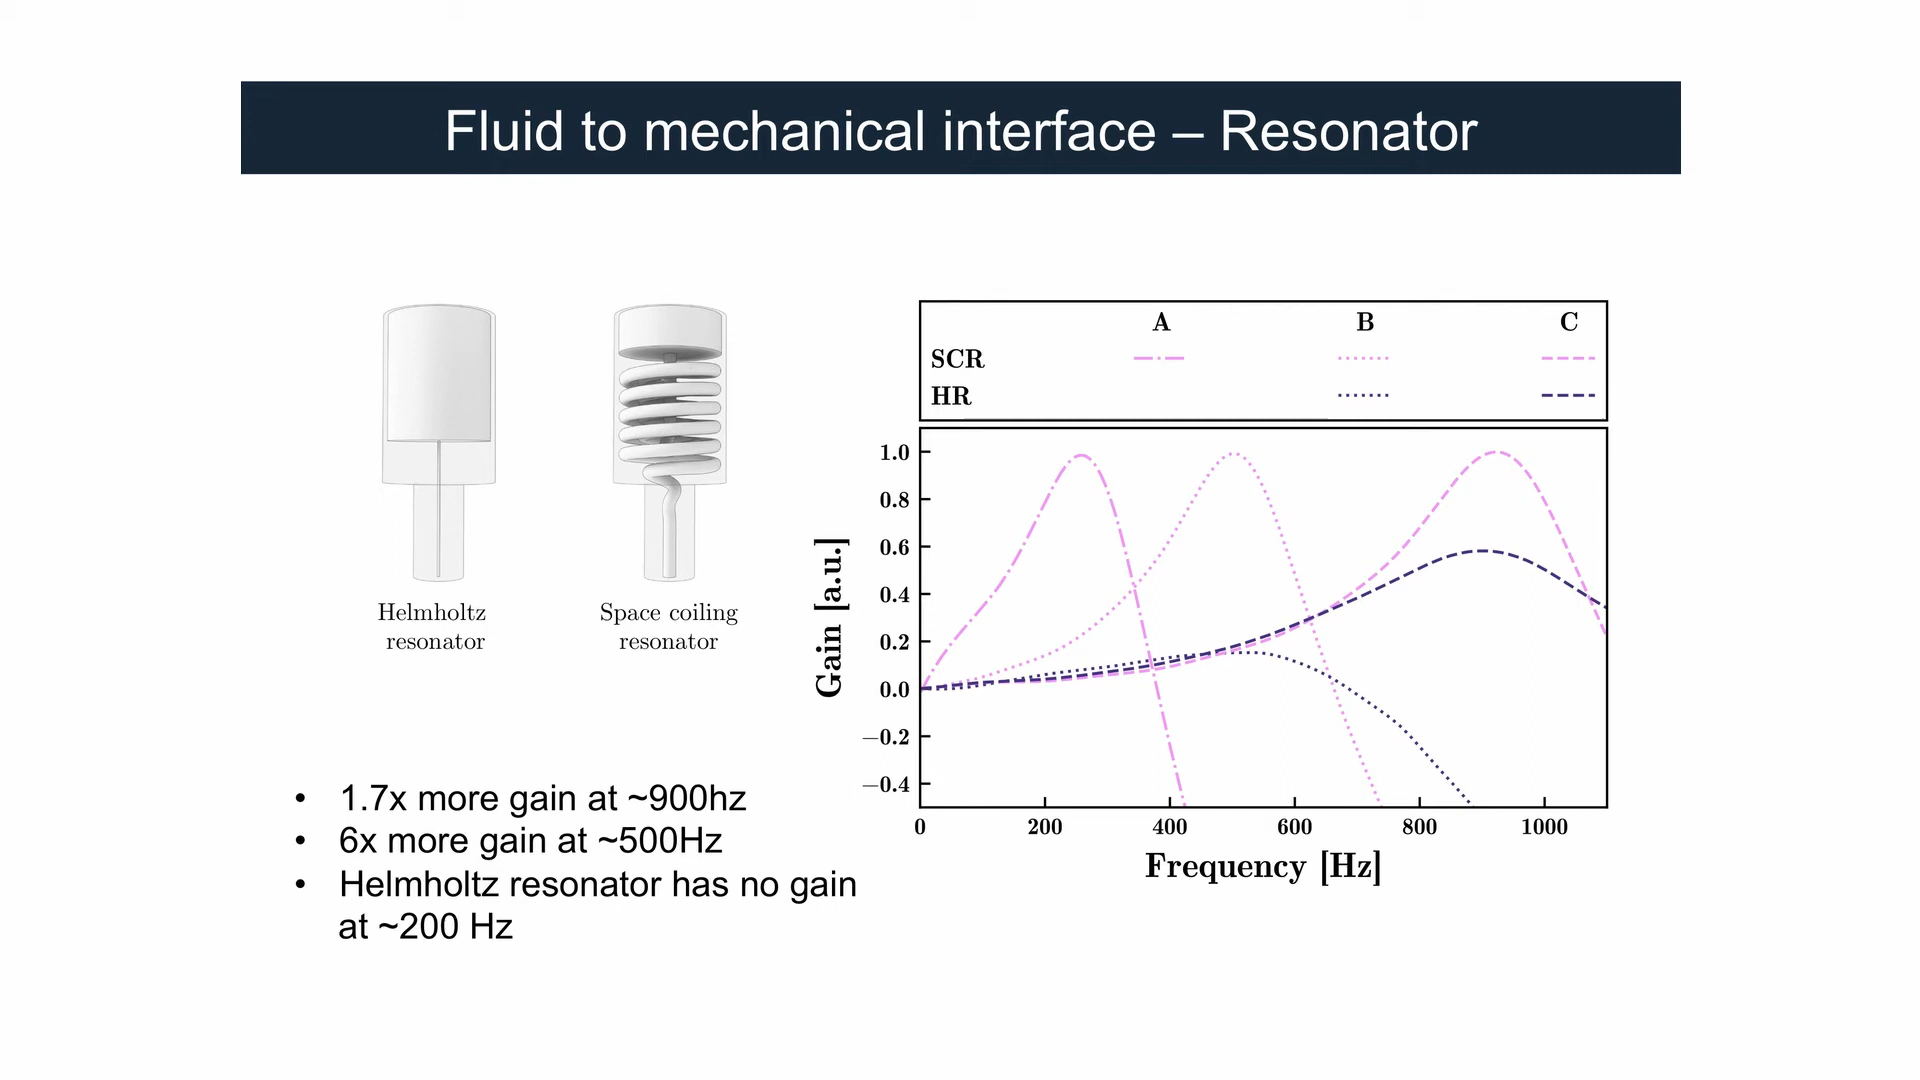 Fluid to mechanical interface – Resonator
Helmholtz
resonator
Space coiling
resonator
• 1.7x more gain at ~900hz
• 6x more gain at ~500Hz
• Helmholtz resonator has no gain
at ~200 Hz
A B C
SCR
HR
Gain [a.u.]
1.0
0.8
0.6
0.4
0.2
0.0
−0.2
−0.4
0 200 400 600 800 1000
Frequency [Hz]